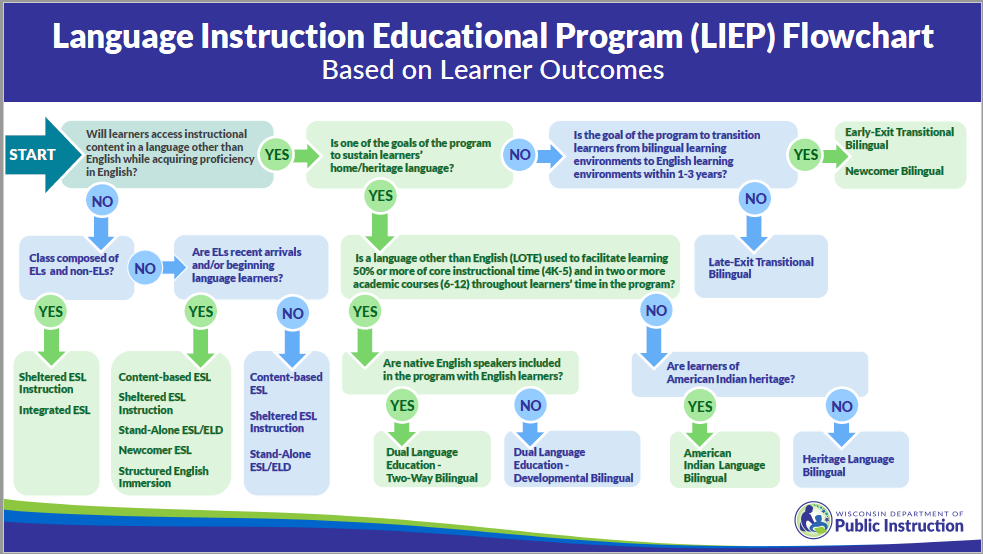 Language Instruction Educational Program (LIEP) Flowchart
Based on Learner Outcomes
START
Will learners access instructional
content in a language other than
English while acquiring proficiency
in English?
YES
Is one of the goals of the program
to sustain learners'
home/heritage language?
NO
Is the goal of the program to transition
learners from bilingual learning
environments to English learning
environments within 1-3 years?
YES
Early-Exit Transitional
Bilingual
Newcomer Bilingual
NO
YES
NO
Class composed of
ELs and non-ELs?
NO
Are ELs recent arrivals
and/or beginning
language learners?
Is a language other than English (LOTE) used to facilitate learning
50% or more of core instructional time (4K-5) and in two or more
academic courses (6-12) throughout learners' time in the program?
Late-Exit Transitional
Bilingual
YES
YES
NO
YES
NO
Sheltered ESL
Instruction
Integrated ESL
Content-based ESL
Sheltered ESL
Instruction
Stand-Alone ESL/ELD
Newcomer ESL
Structured English
Immersion
Content-based
ESL
Sheltered ESL
Instruction
Stand-Alone
ESL/ELD
Are native English speakers included
in the program with English learners?
Are learners of
American Indian heritage?
YES
NO
YES
NO
Dual Language
Education -
Two-Way Bilingual
Dual Language
Education -
Developmental Bilingual
American
Indian Language
Bilingual
Heritage Language
Bilingual
WISCONSIN DEPARTMENT OF
Public Instruction